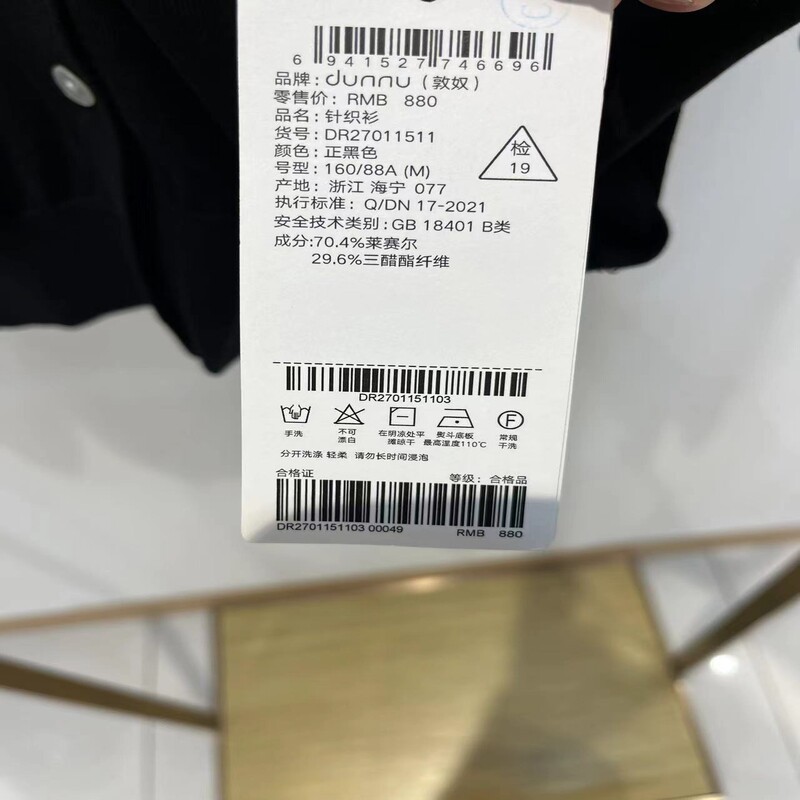 6 941527 746696
品牌: dunnu (敦奴)
零售价: RMB 880
品名: 针织衫
货号: DR27011511
颜色: 正黑色
号型: 160/88A (M)
产地: 浙江 海宁 077
执行标准: Q/DN 17-2021
安全技术类别: GB 18401 B类
成分:70.4%莱赛尔
29.6%三醋酯纤维
检
19
DR2701151103
手洗
不可
漂白
在阴凉处平
摊晾干
熨斗底板
最高温度110℃
F
常规
干洗
分开洗涤 轻柔 请勿长时间浸泡
合格证
等级: 合格品
DR2701151103 00049
RMB 880